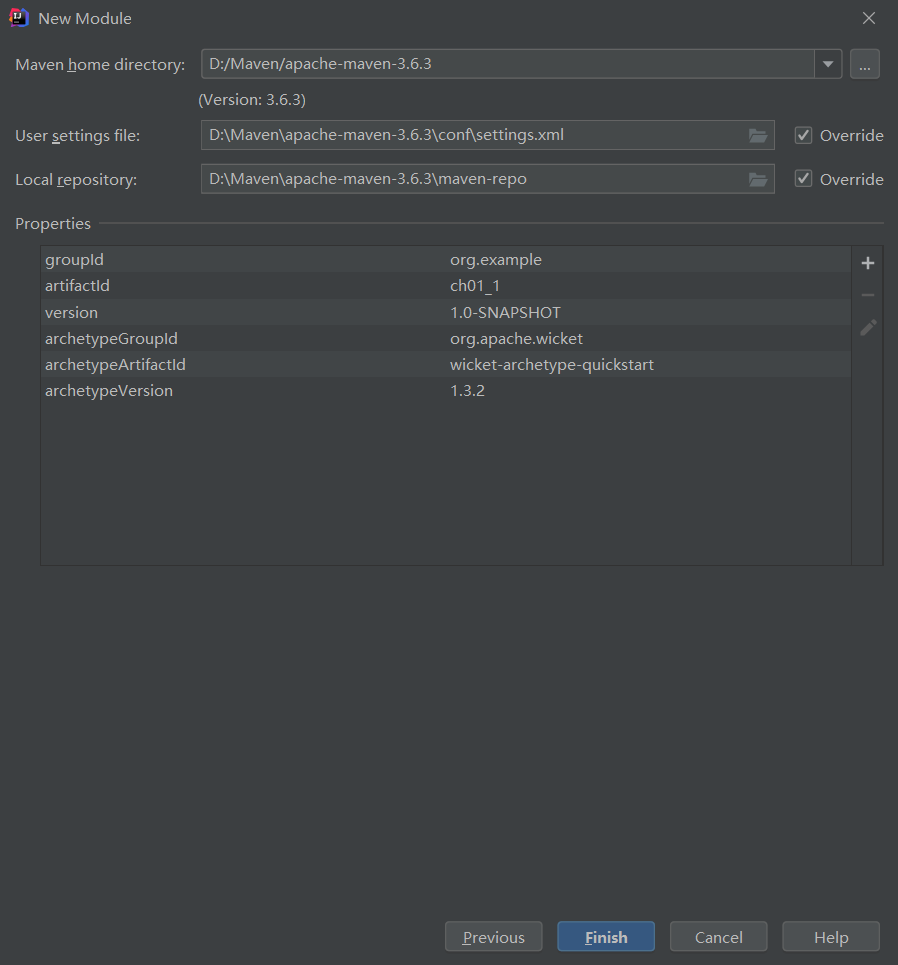 New Module
Maven home directory: D:/Maven/apache-maven-3.6.3 ...
(Version: 3.6.3)
User settings file: D:\Maven\apache-maven-3.6.3\conf\settings.xml Override
Local repository: D:\Maven\apache-maven-3.6.3\maven-repo Override
Properties
groupId org.example
artifactId ch01_1
version 1.0-SNAPSHOT
archetypeGroupId org.apache.wicket
archetypeArtifactId wicket-archetype-quickstart
archetypeVersion 1.3.2
Previous Finish Cancel Help